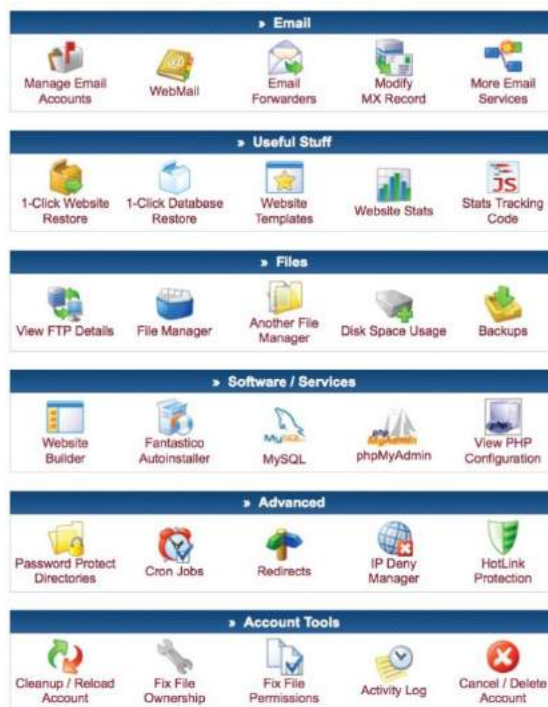 » Email
Manage Email
Accounts
WebMail
Email
Forwarders
Modify
MX Record
More Email
Services
» Useful Stuff
1-Click Website
Restore
1-Click Database
Restore
Website
Templates
Website Stats
JS
Stats Tracking
Code
» Files
View FTP Details
File Manager
Another File
Manager
Disk Space Usage
Backups
» Software / Services
Website
Builder
Fantastico
Autoinstaller
MySQL
MySQL
php
MyAdmin
phpMyAdmin
php
View PHP
Configuration
» Advanced
Password Protect
Directories
Cron Jobs
Redirects
IP Deny
Manager
HotLink
Protection
» Account Tools
Cleanup / Reload
Account
Fix File
Ownership
Fix File
Permissions
Activity Log
Cancel / Delete
Account